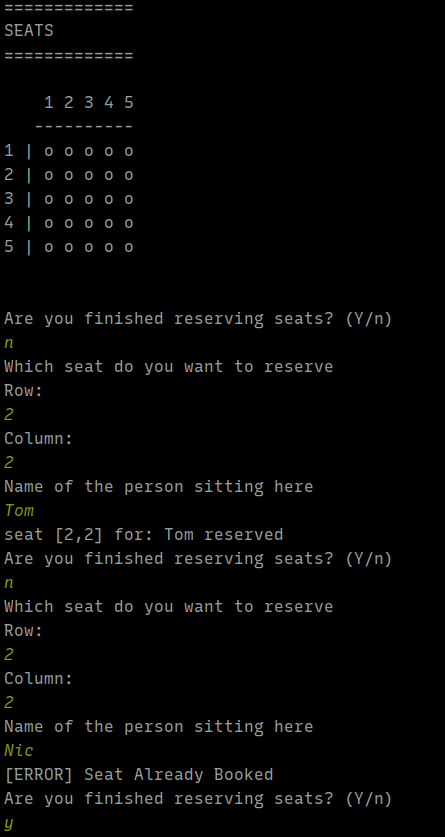 =============
SEATS
=============
    1 2 3 4 5
   ----------
1 | o o o o o
2 | o o o o o
3 | o o o o o
4 | o o o o o
5 | o o o o o
Are you finished reserving seats? (Y/n)
n
Which seat do you want to reserve
Row:
2
Column:
2
Name of the person sitting here
Tom
seat [2,2] for: Tom reserved
Are you finished reserving seats? (Y/n)
n
Which seat do you want to reserve
Row:
2
Column:
2
Name of the person sitting here
Nic
[ERROR] Seat Already Booked
Are you finished reserving seats? (Y/n)
y